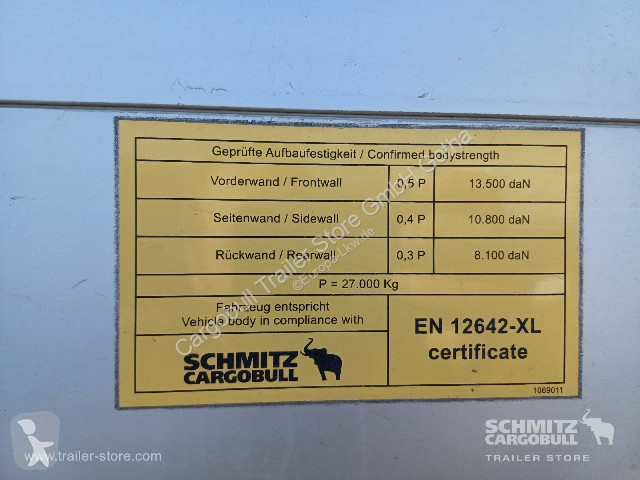 Geprüfte Aufbaufestigkeit / Confirmed bodystrength
Vorderwand / Frontwall 0,5 P 13.500 daN
Seitenwand / Sidewall 0,4 P 10.800 daN
Rückwand / Rearwall 0,3 P 8.100 daN
P = 27.000 Kg
Fahrzeug entspricht
Vehicle body in compliance with
SCHMITZ
CARGOBULL
EN 12642-XL
certificate
1069011
Cargobull Trailer Store GmbH Gotha
©Europa-Lkw.de
www.trailer-store.com
SCHMITZ
CARGOBULL
TRAILER STORE